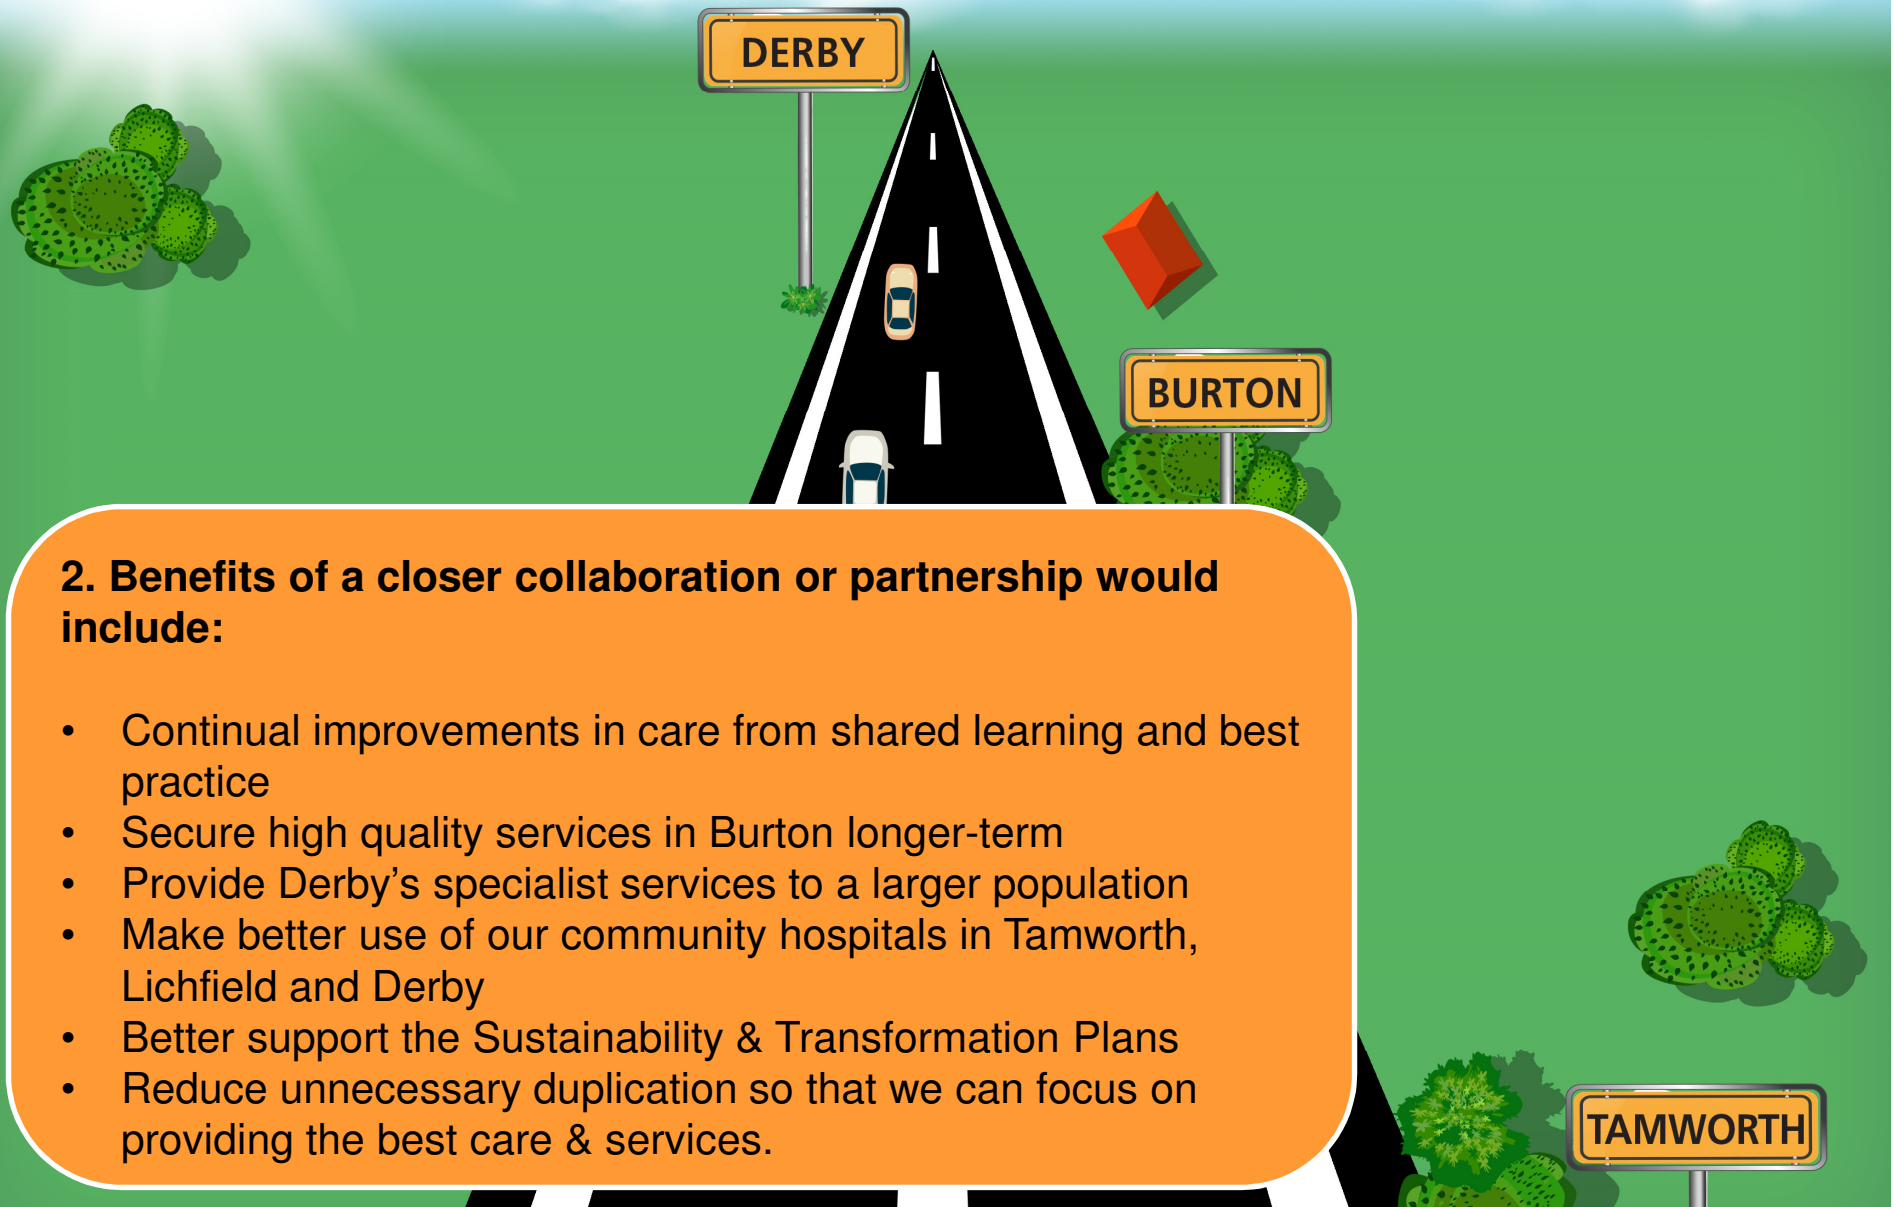 DERBY
BURTON
2. Benefits of a closer collaboration or partnership would
include:
• Continual improvements in care from shared learning and best
practice
• Secure high quality services in Burton longer-term
• Provide Derby’s specialist services to a larger population
• Make better use of our community hospitals in Tamworth,
Lichfield and Derby
• Better support the Sustainability & Transformation Plans
• Reduce unnecessary duplication so that we can focus on
providing the best care & services.
TAMWORTH